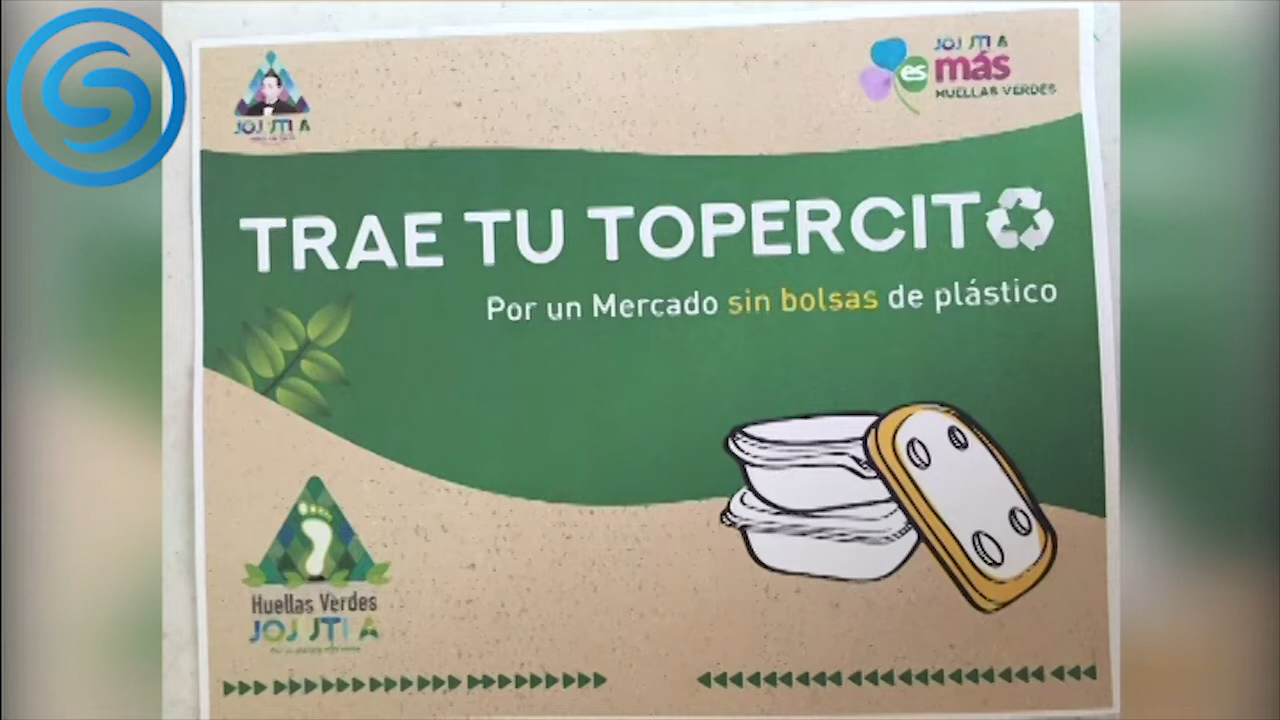 JOJUTLA
JOJUTLA
es más
HUELLAS VERDES
TRAE TU TOPERCITO
Por un Mercado sin bolsas de plástico
Huellas Verdes
JOJUTLA